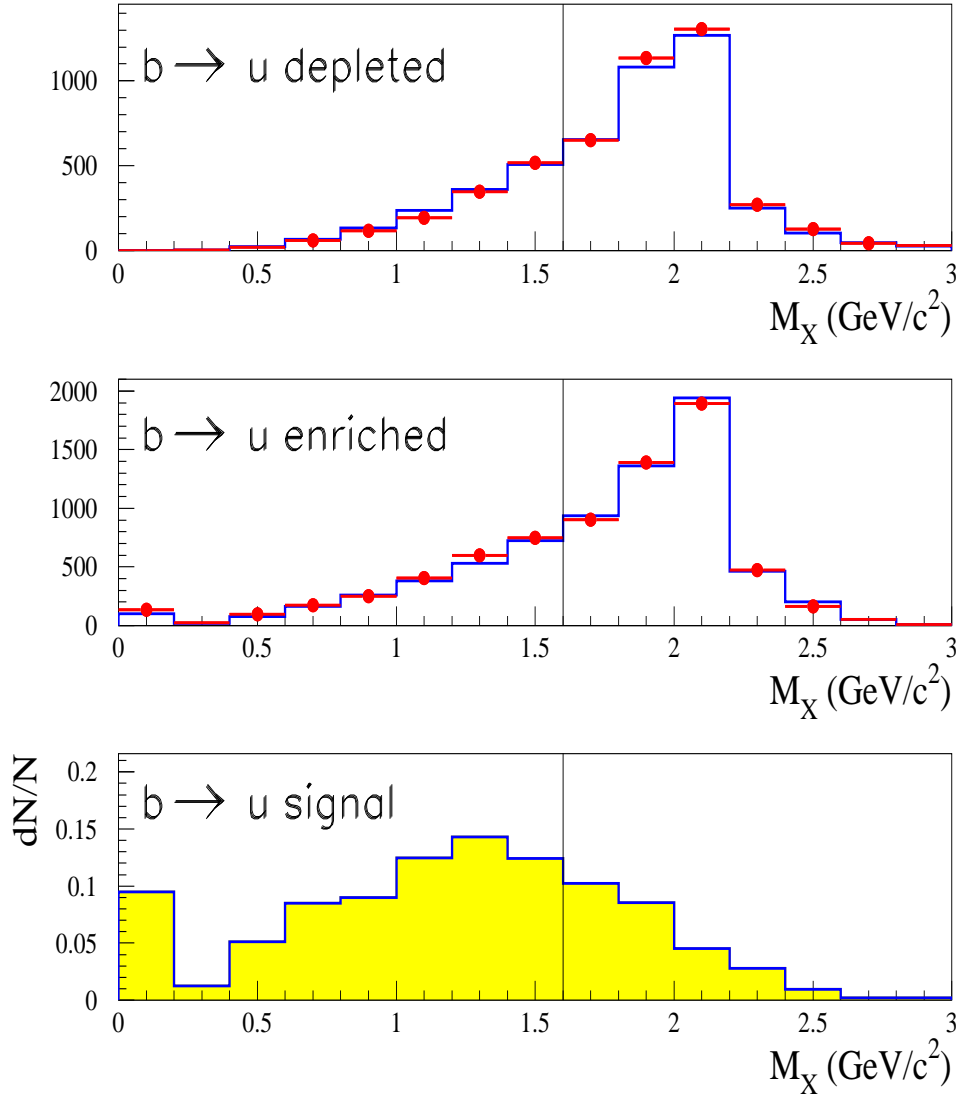 1000
b → u depleted
500
0
0 0.5 1 1.5 2 2.5 3
M_X (GeV/c²)
2000
b → u enriched
1500
1000
500
0
0 0.5 1 1.5 2 2.5 3
M_X (GeV/c²)
dN/N
0.2
b → u signal
0.15
0.1
0.05
0
0 0.5 1 1.5 2 2.5 3
M_X (GeV/c²)